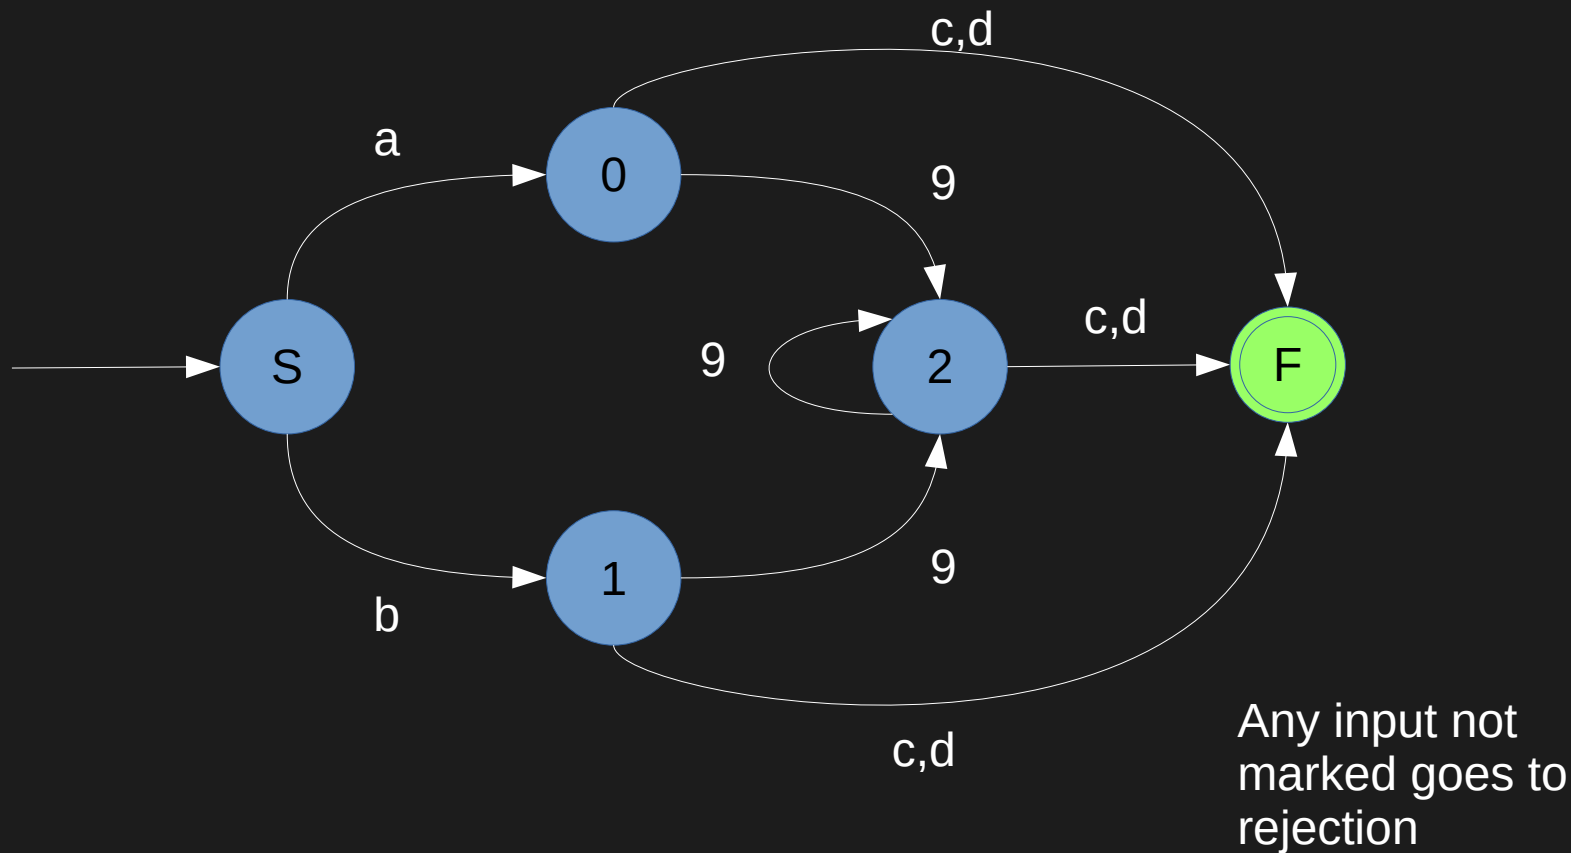 c,d
a
0
9
S
9
2
c,d
F
1
9
b
c,d
Any input not
marked goes to
rejection